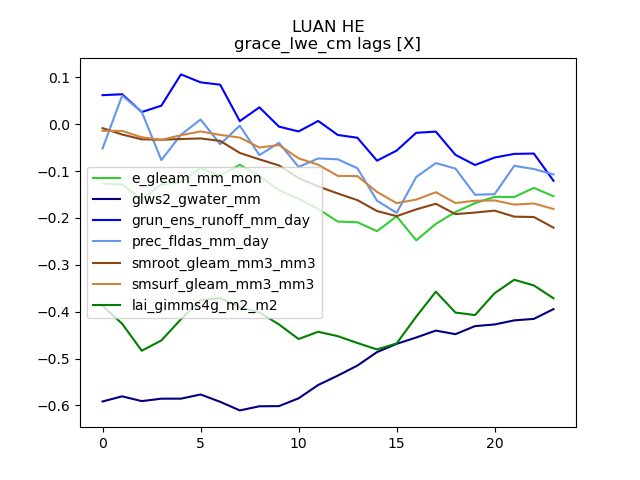 LUAN HE
grace_lwe_cm lags [X]
0.1
0.0
−0.1
−0.2
−0.3
−0.4
−0.5
−0.6
e_gleam_mm_mon
glws2_gwater_mm
grun_ens_runoff_mm_day
prec_fldas_mm_day
smroot_gleam_mm3_mm3
smsurf_gleam_mm3_mm3
lai_gimms4g_m2_m2
0 5 10 15 20